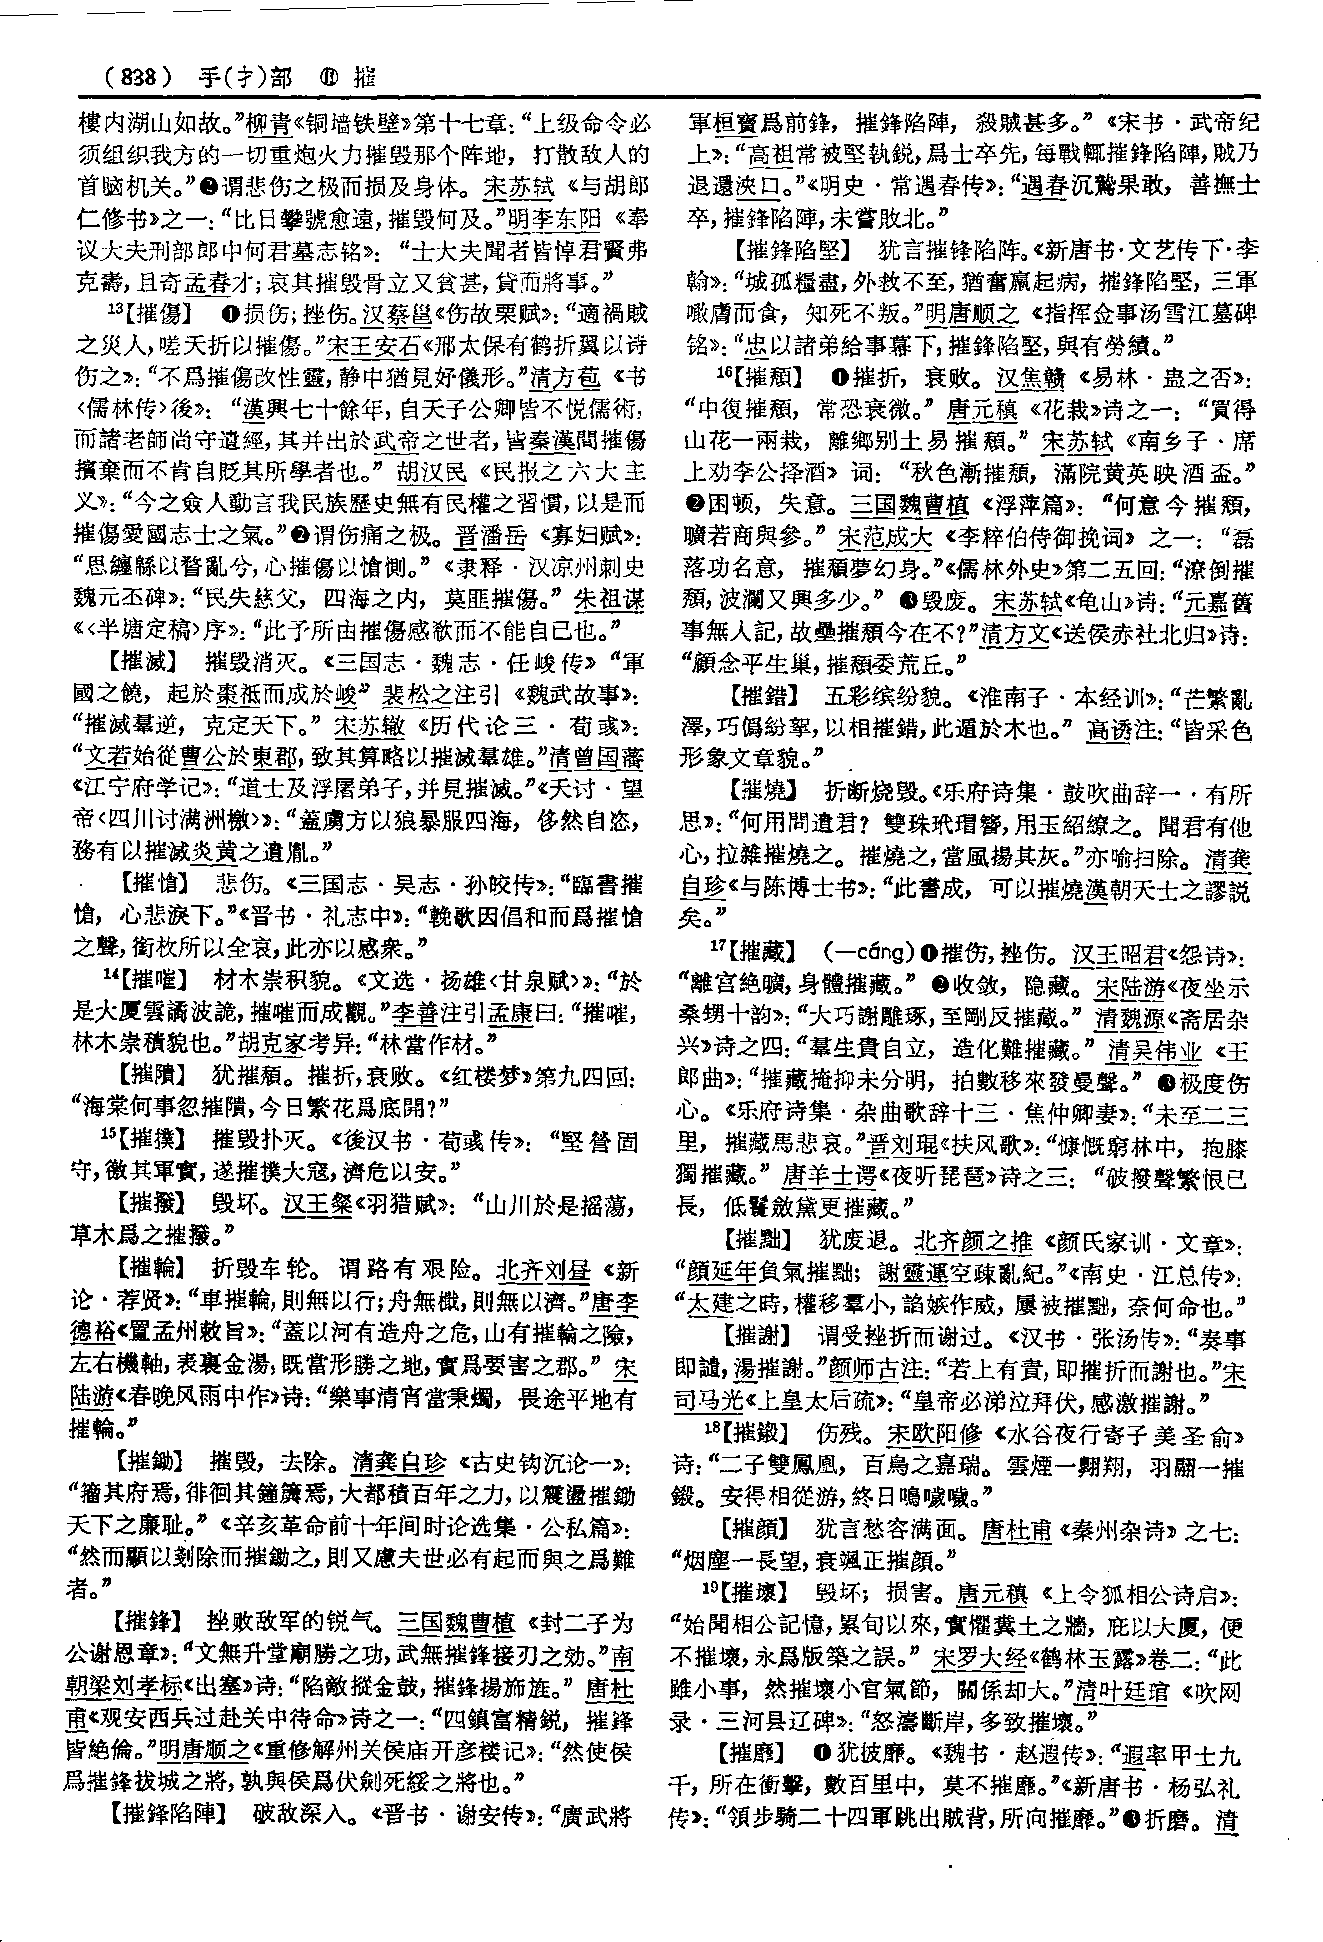 (838) 手(扌)部 ⑪ 摧
樓内湖山如故。”柳青《铜墙铁壁》第十七章：“上级命令必
须组织我方的一切重炮火力摧毁那个阵地，打散敌人的
首脑机关。”❷谓悲伤之极而损及身体。宋苏轼《与胡郎
仁修书》之一：“比日攀號愈遠，摧毁何及。”明李东阳《奉
议大夫刑部郎中何君墓志铭》：“士大夫聞者皆悼君賢弗
克壽，且奇孟春才；哀其摧毁骨立又貧甚，貸而將事。”
¹³【摧傷】 ❶损伤；挫伤。汉蔡邕《伤故栗赋》：“適禍賊
之災人，嗟夭折以摧傷。”宋王安石《邢太保有鹤折翼以诗
伤之》：“不爲摧傷改性靈，静中猶見好儀形。”清方苞《书
〈儒林传〉後》：“漢興七十餘年，自天子公卿皆不悦儒術，
而諸老師尚守遺經，其并出於武帝之世者，皆秦漢間摧傷
擯棄而不肯自貶其所學者也。”胡汉民《民报之六大主
义》：“今之僉人動言我民族歷史無有民權之習慣，以是而
摧傷愛國志士之氣。”❷谓伤痛之极。晋潘岳《寡妇赋》：
“思纏緜以瞀亂兮，心摧傷以愴惻。”《隶释·汉凉州刺史
魏元丕碑》：“民失慈父，四海之内，莫匪摧傷。”朱祖谋
《〈半塘定稿〉序》：“此予所由摧傷感欷而不能自已也。”
【摧滅】 摧毁消灭。《三国志·魏志·任峻传》“軍
國之饒，起於棗祗而成於峻”裴松之注引《魏武故事》：
“摧滅羣逆，克定天下。”宋苏辙《历代论三·荀彧》：
“文若始從曹公於東郡，致其算略以摧滅羣雄。”清曾国藩
《江宁府学记》：“道士及浮屠弟子，并見摧滅。”《天讨·望
帝〈四川讨满洲檄〉》：“蓋虜方以狼暴服四海，侈然自恣，
務有以摧滅炎黄之遺胤。”
【摧愴】 悲伤。《三国志·吴志·孙皎传》：“臨書摧
愴，心悲淚下。”《晋书·礼志中》：“輓歌因倡和而爲摧愴
之聲，銜枚所以全哀，此亦以感衆。”
¹⁴【摧嗺】 材木崇积貌。《文选·扬雄〈甘泉赋〉》：“於
是大厦雲譎波詭，摧嗺而成觀。”李善注引孟康曰：“摧嗺，
林木崇積貌也。”胡克家考异：“林當作材。”
【摧隤】 犹摧頹。摧折，衰败。《红楼梦》第九四回：
“海棠何事忽摧隤，今日繁花爲底開？”
¹⁵【摧撲】 摧毁扑灭。《後汉书·荀彧传》：“堅營固
守，徼其軍實，遂摧撲大寇，濟危以安。”
【摧撥】 毁坏。汉王粲《羽猎赋》：“山川於是摇蕩，
草木爲之摧撥。”
【摧輪】 折毁车轮。谓路有艰险。北齐刘昼《新
论·荐贤》：“車摧輪，則無以行；舟無檝，則無以濟。”唐李
德裕《置孟州敕旨》：“蓋以河有造舟之危，山有摧輪之險，
左右機軸，表裏金湯，既當形勝之地，實爲要害之郡。”宋
陆游《春晚风雨中作》诗：“樂事清宵當秉燭，畏途平地有
摧輪。”
【摧鋤】 摧毁，去除。清龚自珍《古史钩沉论一》：
“籀其府焉，徘徊其鐘簴焉，大都積百年之力，以震盪摧鋤
天下之廉耻。”《辛亥革命前十年间时论选集·公私篇》：
“然而顯以剗除而摧鋤之，則又慮夫世必有起而與之爲難
者。”
【摧鋒】 挫败敌军的锐气。三国魏曹植《封二子为
公谢恩章》：“文無升堂廟勝之功，武無摧鋒接刃之効。”南
朝梁刘孝标《出塞》诗：“陷敵摐金鼓，摧鋒揚斾旌。”唐杜
甫《观安西兵过赴关中待命》诗之一：“四鎮富精鋭，摧鋒
皆絶倫。”明唐顺之《重修解州关侯庙开彦楼记》：“然使侯
爲摧鋒拔城之將，孰與侯爲伏劍死綏之將也。”
【摧鋒陷陣】 破敌深入。《晋书·谢安传》：“廣武將
軍桓寶爲前鋒，摧鋒陷陣，殺賊甚多。”《宋书·武帝纪
上》：“高祖常被堅執鋭，爲士卒先，每戰輒摧鋒陷陣，賊乃
退還浹口。”《明史·常遇春传》：“遇春沉鷙果敢，善撫士
卒，摧鋒陷陣，未嘗敗北。”
【摧鋒陷堅】 犹言摧锋陷阵。《新唐书·文艺传下·李
翰》：“城孤糧盡，外救不至，猶奮羸起病，摧鋒陷堅，三軍
噉膚而食，知死不叛。”明唐顺之《指挥佥事汤雪江墓碑
铭》：“忠以諸弟給事幕下，摧鋒陷堅，與有勞績。”
¹⁶【摧頹】 ❶摧折，衰败。汉焦赣《易林·蛊之否》：
“中復摧頹，常恐衰微。”唐元稹《花栽》诗之一：“買得
山花一兩栽，離鄉别土易摧頹。”宋苏轼《南乡子·席
上劝李公择酒》词：“秋色漸摧頹，滿院黄英映酒盃。”
❷困顿，失意。三国魏曹植《浮萍篇》：“何意今摧頹，
曠若商與參。”宋范成大《李粹伯侍御挽词》之一：“磊
落功名意，摧頹夢幻身。”《儒林外史》第二五回：“潦倒摧
頹，波瀾又興多少。”❸毁废。宋苏轼《龟山》诗：“元嘉舊
事無人記，故壘摧頹今在不？”清方文《送侯赤社北归》诗：
“顧念平生巢，摧頹委荒丘。”
【摧錯】 五彩缤纷貌。《淮南子·本经训》：“芒繁亂
澤，巧僞紛挐，以相摧錯，此遁於木也。”高诱注：“皆采色
形象文章貌。”
【摧燒】 折断烧毁。《乐府诗集·鼓吹曲辞一·有所
思》：“何用問遺君？雙珠玳瑁簪，用玉紹繚之。聞君有他
心，拉雜摧燒之。摧燒之，當風揚其灰。”亦喻扫除。清龚
自珍《与陈博士书》：“此書成，可以摧燒漢朝天士之謬説
矣。”
¹⁷【摧藏】 (—cáng)❶摧伤，挫伤。汉王昭君《怨诗》：
“離宫絶曠，身體摧藏。”❷收敛，隐藏。宋陆游《夜坐示
桑甥十韵》：“大巧謝雕琢，至剛反摧藏。”清魏源《斋居杂
兴》诗之四：“羣生貴自立，造化難摧藏。”清吴伟业《王
郎曲》：“摧藏掩抑未分明，拍數移來發曼聲。”❸极度伤
心。《乐府诗集·杂曲歌辞十三·焦仲卿妻》：“未至二三
里，摧藏馬悲哀。”晋刘琨《扶风歌》：“慷慨窮林中，抱膝
獨摧藏。”唐羊士谔《夜听琵琶》诗之三：“破撥聲繁恨已
長，低鬟斂黛更摧藏。”
【摧黜】 犹废退。北齐颜之推《颜氏家训·文章》：
“顔延年負氣摧黜；謝靈運空疎亂紀。”《南史·江总传》：
“太建之時，權移羣小，諂嫉作威，屢被摧黜，奈何命也。”
【摧謝】 谓受挫折而谢过。《汉书·张汤传》：“奏事
即譴，湯摧謝。”颜师古注：“若上有責，即摧折而謝也。”宋
司马光《上皇太后疏》：“皇帝必涕泣拜伏，感激摧謝。”
¹⁸【摧鎩】 伤残。宋欧阳修《水谷夜行寄子美圣俞》
诗：“二子雙鳳凰，百鳥之嘉瑞。雲煙一翱翔，羽翮一摧
鎩。安得相從游，終日鳴噦噦。”
【摧顔】 犹言愁容满面。唐杜甫《秦州杂诗》之七：
“烟塵一長望，衰颯正摧顔。”
¹⁹【摧壞】 毁坏；损害。唐元稹《上令狐相公诗启》：
“始聞相公記憶，累旬以來，實懼糞土之牆，庇以大厦，便
不摧壞，永爲版築之誤。”宋罗大经《鹤林玉露》卷二：“此
雖小事，然摧壞小官氣節，關係却大。”清叶廷琯《吹网
录·三河县辽碑》：“怒濤斷岸，多致摧壞。”
【摧靡】 ❶犹披靡。《魏书·赵遐传》：“遐率甲士九
千，所在衝擊，數百里中，莫不摧靡。”《新唐书·杨弘礼
传》：“領步騎二十四軍跳出賊背，所向摧靡。”❸折磨。清